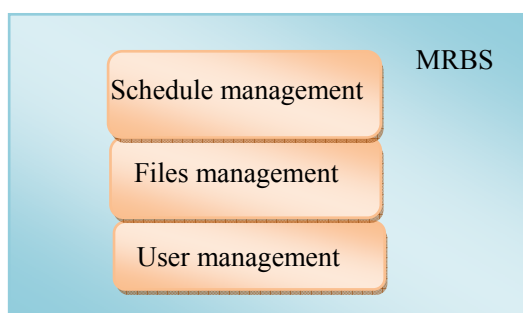 MRBS
Schedule management
Files management
User management